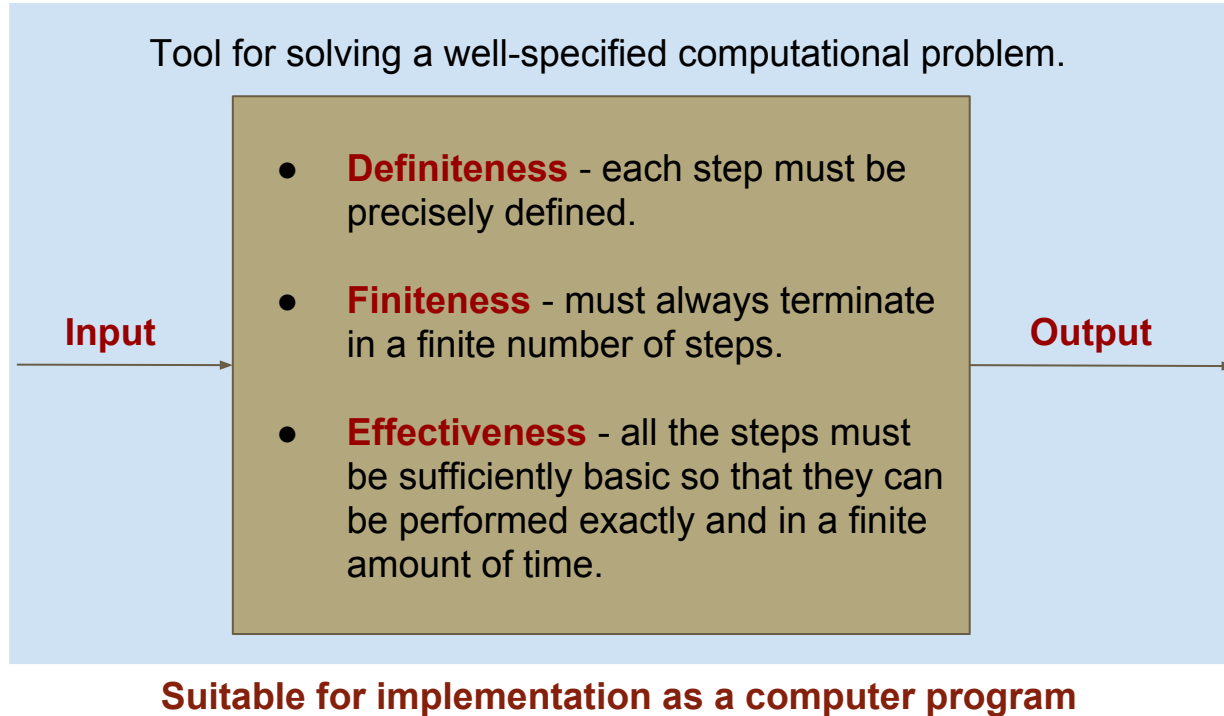 Tool for solving a well-specified computational problem.
● Definiteness - each step must be
precisely defined.
● Finiteness - must always terminate
in a finite number of steps.
Input
Output
● Effectiveness - all the steps must
be sufficiently basic so that they can
be performed exactly and in a finite
amount of time.
Suitable for implementation as a computer program